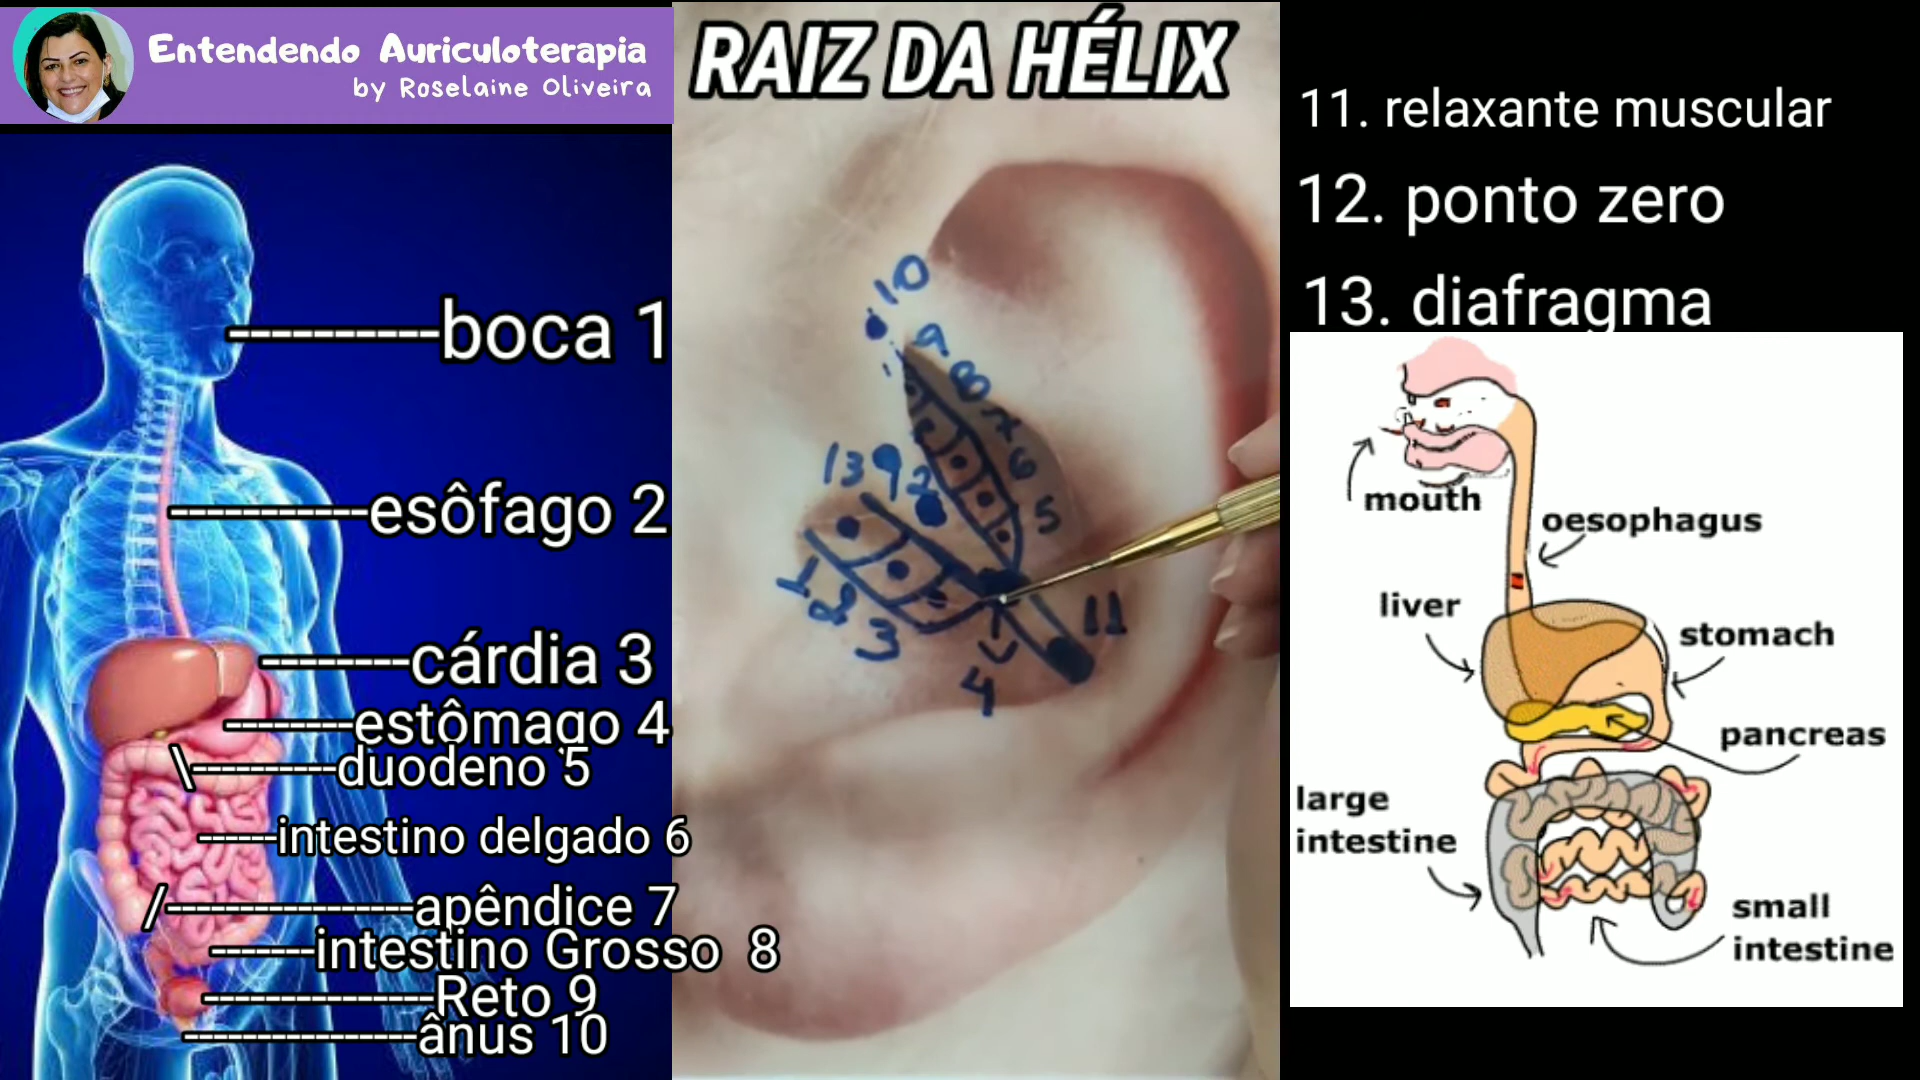 Entendendo Auriculoterapia
by Roselaine Oliveira
----------boca 1
----------esôfago 2
-------cárdia 3
-------estômago 4
\----------duodeno 5
-----intestino delgado 6
/---------------apêndice 7
------intestino Grosso 8
--------------Reto 9
--------------ânus 10
RAIZ DA HÉLIX
10
9
8
7
6
5
13
12
1
2
3
4
11
11. relaxante muscular
12. ponto zero
13. diafragma
mouth
oesophagus
liver
stomach
pancreas
large
intestine
small
intestine